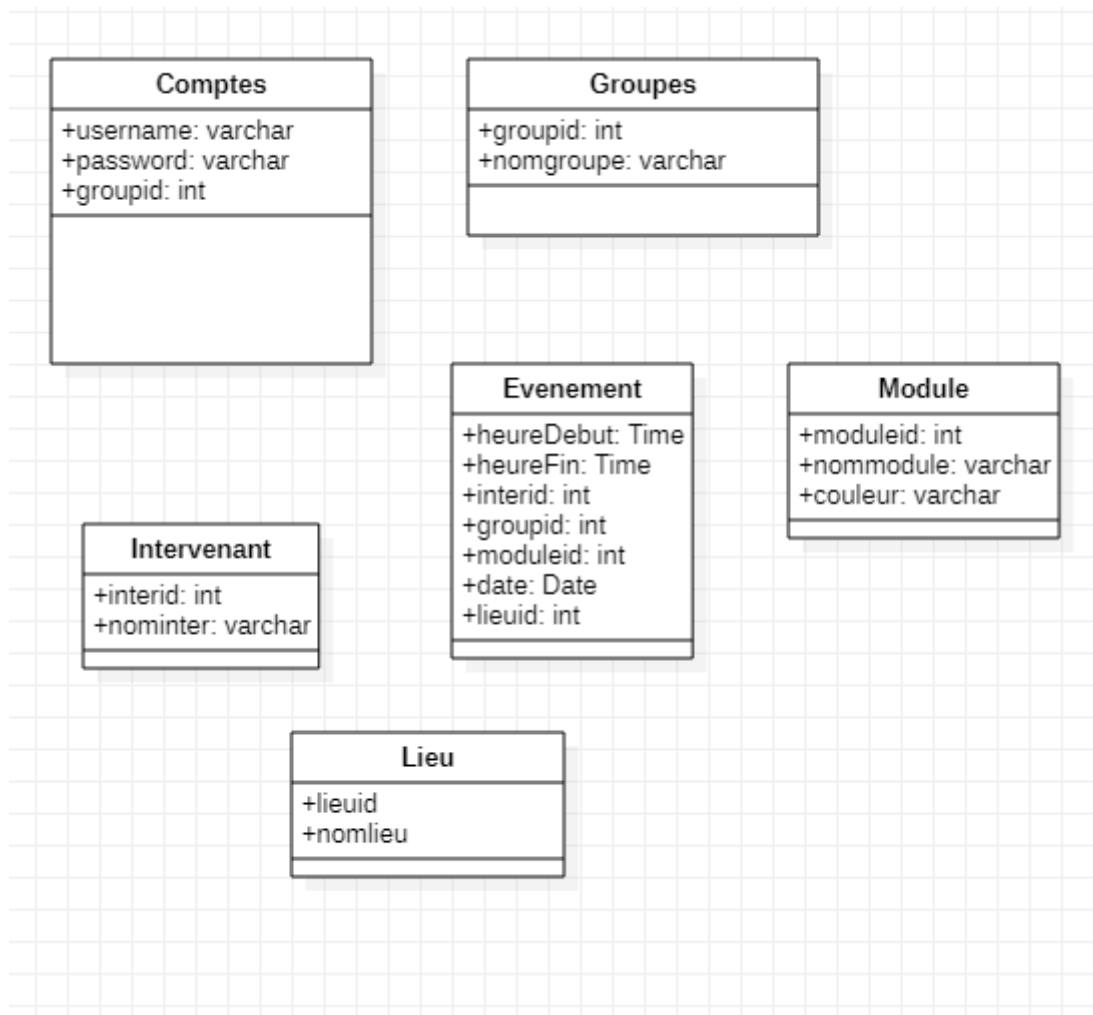 Comptes
+username: varchar
+password: varchar
+groupid: int
Groupes
+groupid: int
+nomgroupe: varchar
Evenement
+heureDebut: Time
+heureFin: Time
+interid: int
+groupid: int
+moduleid: int
+date: Date
+lieuid: int
Module
+moduleid: int
+nommodule: varchar
+couleur: varchar
Intervenant
+interid: int
+nominter: varchar
Lieu
+lieuid
+nomlieu